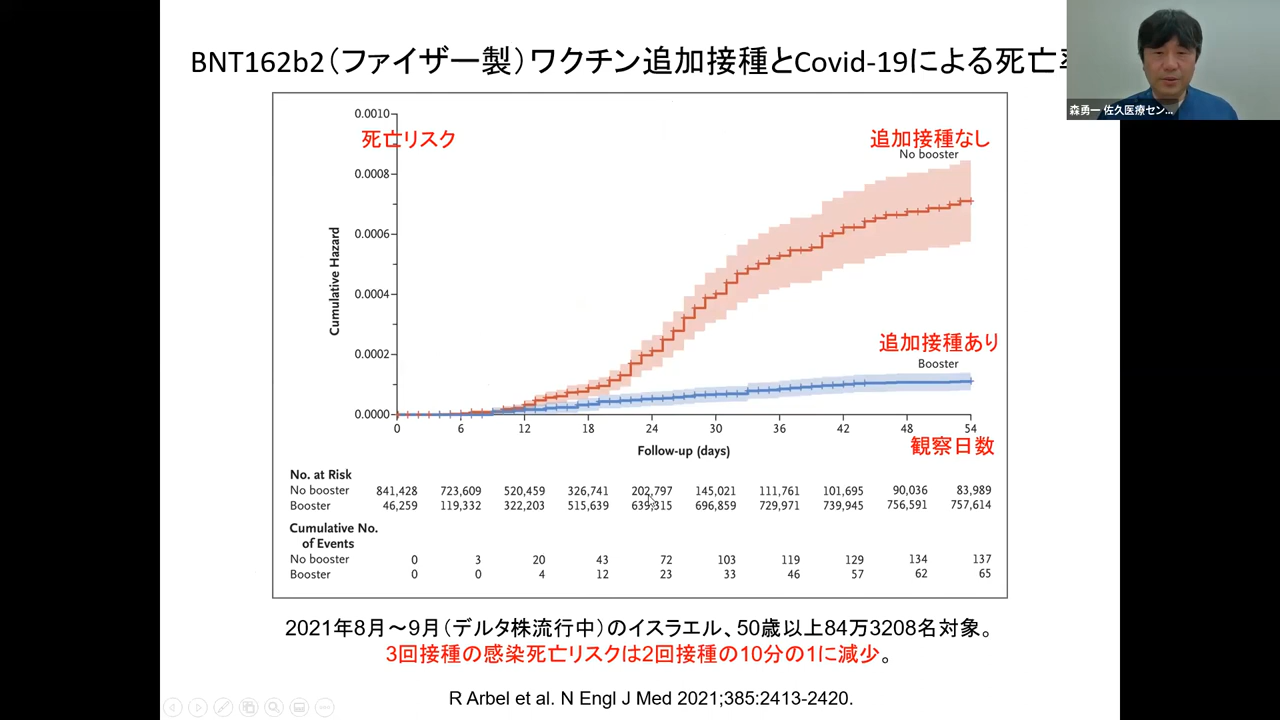 BNT162b2（ファイザー製）ワクチン追加接種とCovid-19による死亡
森勇一 佐久医療セン...
0.0010
死亡リスク
追加接種なし
No booster
0.0008
0.0006
Cumulative Hazard
0.0004
追加接種あり
0.0002
Booster
0.0000
0 6 12 18 24 30 36 42 48 54
Follow-up (days)
観察日数
No. at Risk
No booster 841,428 723,609 520,459 326,741 202,797 145,021 111,761 101,695 90,036 83,989
Booster 46,259 119,332 322,203 515,639 639,315 696,859 729,971 739,945 756,591 757,614
Cumulative No.
of Events
No booster 0 3 20 43 72 103 119 129 134 137
Booster 0 0 4 12 23 33 46 57 62 65
2021年8月～9月（デルタ株流行中）のイスラエル、50歳以上84万3208名対象。
3回接種の感染死亡リスクは2回接種の10分の1に減少。
R Arbel et al. N Engl J Med 2021;385:2413-2420.